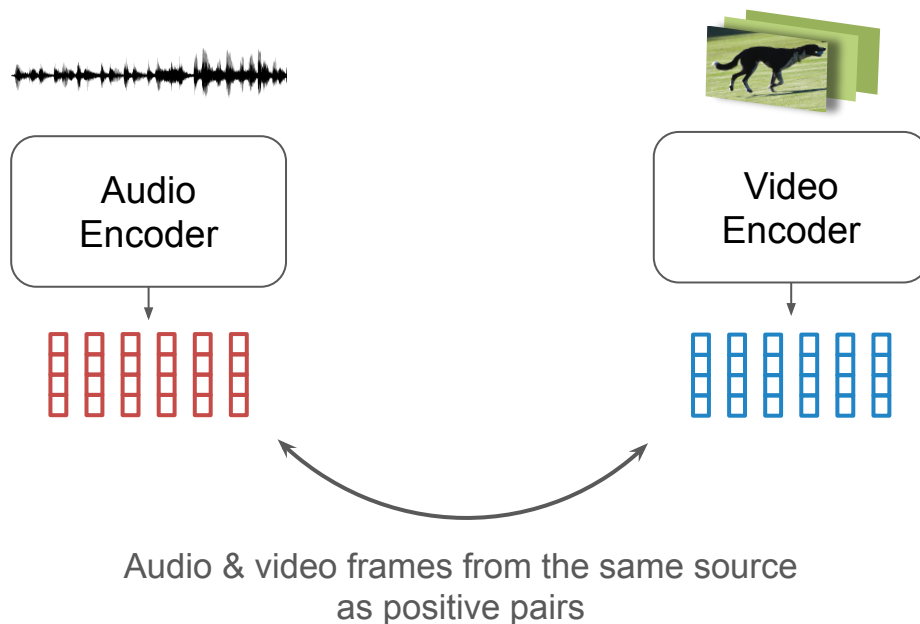 Audio
Encoder
Video
Encoder
Audio & video frames from the same source
as positive pairs